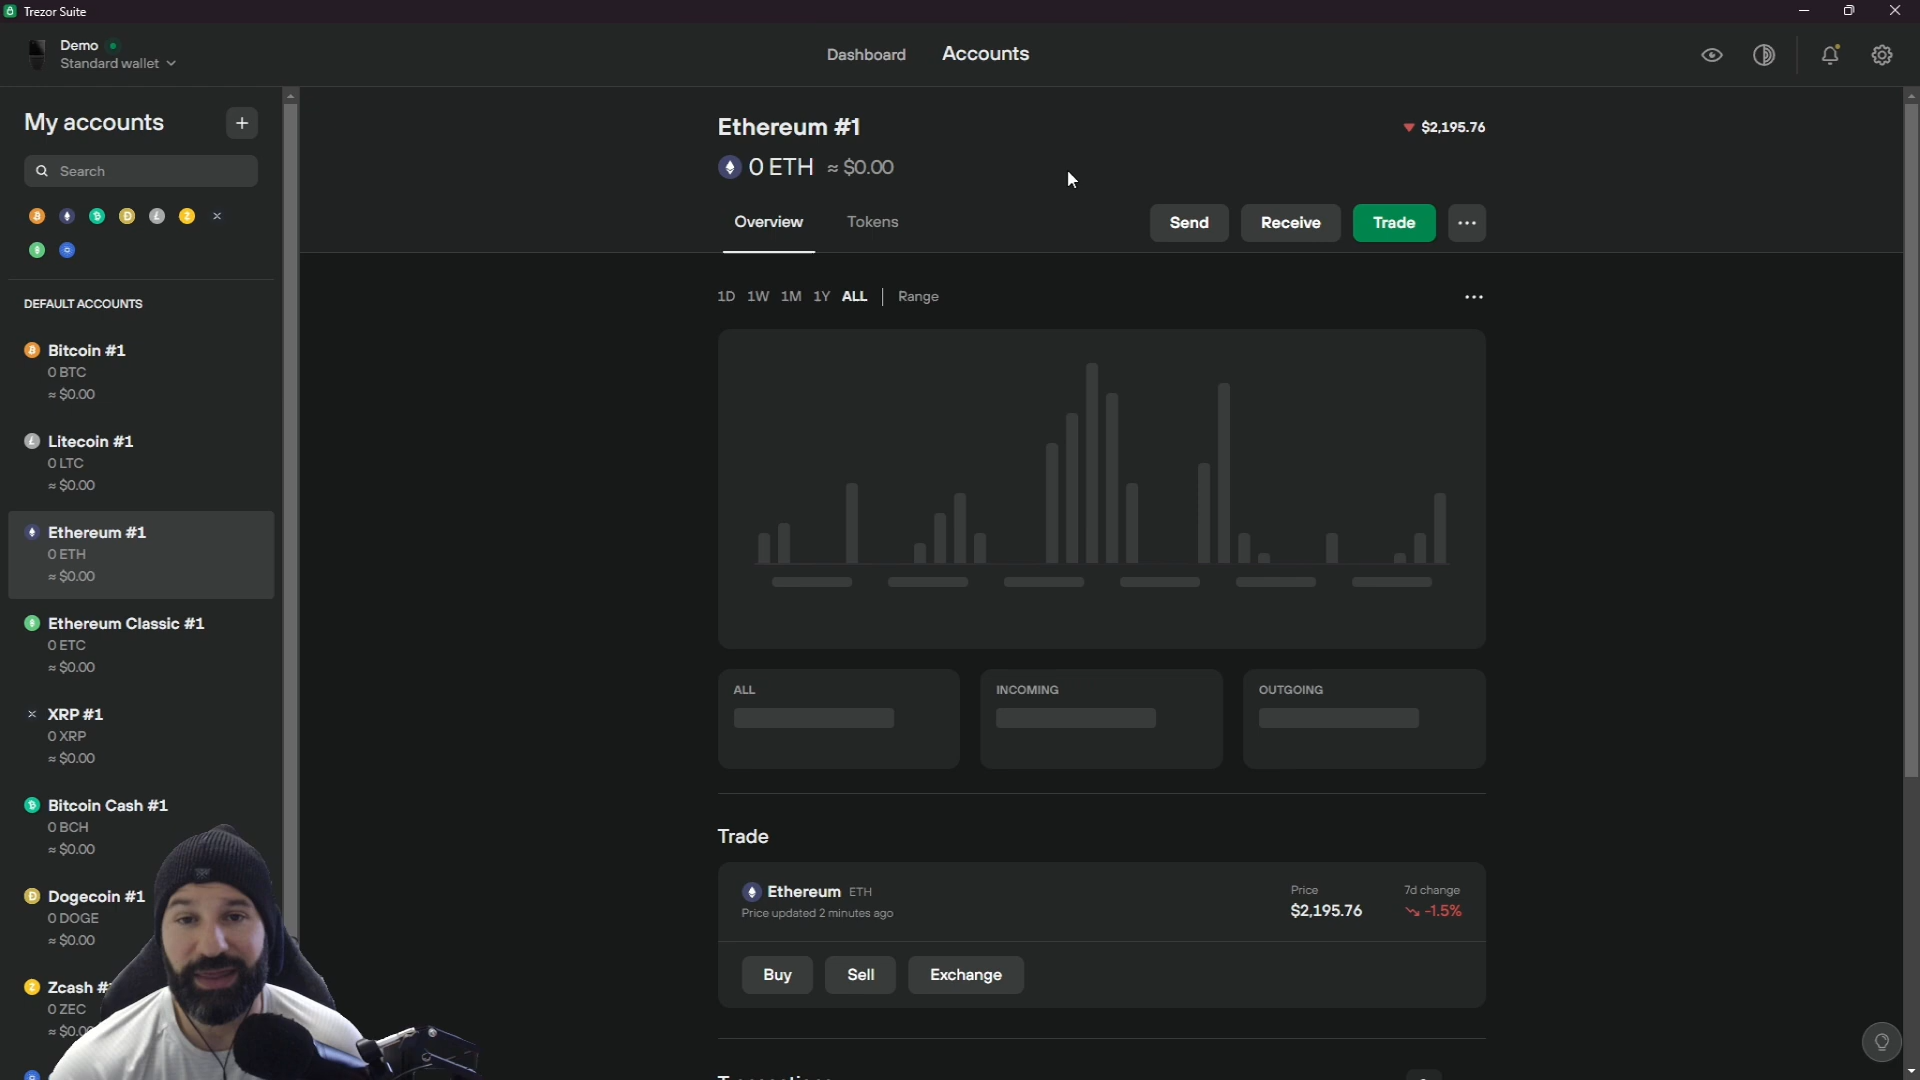 Trezor Suite
Demo
Standard wallet
Dashboard
Accounts
My accounts
+
Search
DEFAULT ACCOUNTS
Bitcoin #1
0 BTC
≈ $0.00
Litecoin #1
0 LTC
≈ $0.00
Ethereum #1
0 ETH
≈ $0.00
Ethereum Classic #1
0 ETC
≈ $0.00
XRP #1
0 XRP
≈ $0.00
Bitcoin Cash #1
0 BCH
≈ $0.00
Dogecoin #1
0 DOGE
≈ $0.00
Zcash #
0 ZEC
≈ $0.00
Ethereum #1
$2,195.76
0 ETH ≈ $0.00
Overview
Tokens
Send
Receive
Trade
1D 1W 1M 1Y ALL | Range
ALL
INCOMING
OUTGOING
Trade
Ethereum ETH
Price updated 2 minutes ago
Price
$2,195.76
7d change
-1.5%
Buy
Sell
Exchange